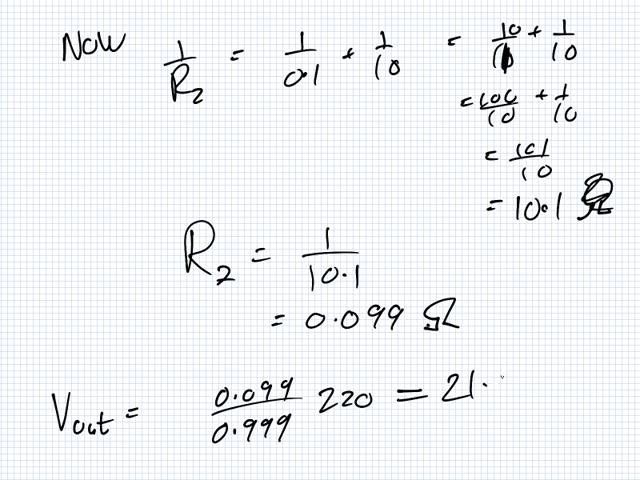 Now 1/R2 = 1/0.1 + 1/10 = 10/1 + 1/10
= 100/10 + 1/10
= 101/10
= 10.1
R2 = 1/10.1
= 0.099 Ω
Vout = 0.099/0.999 220 = 21.